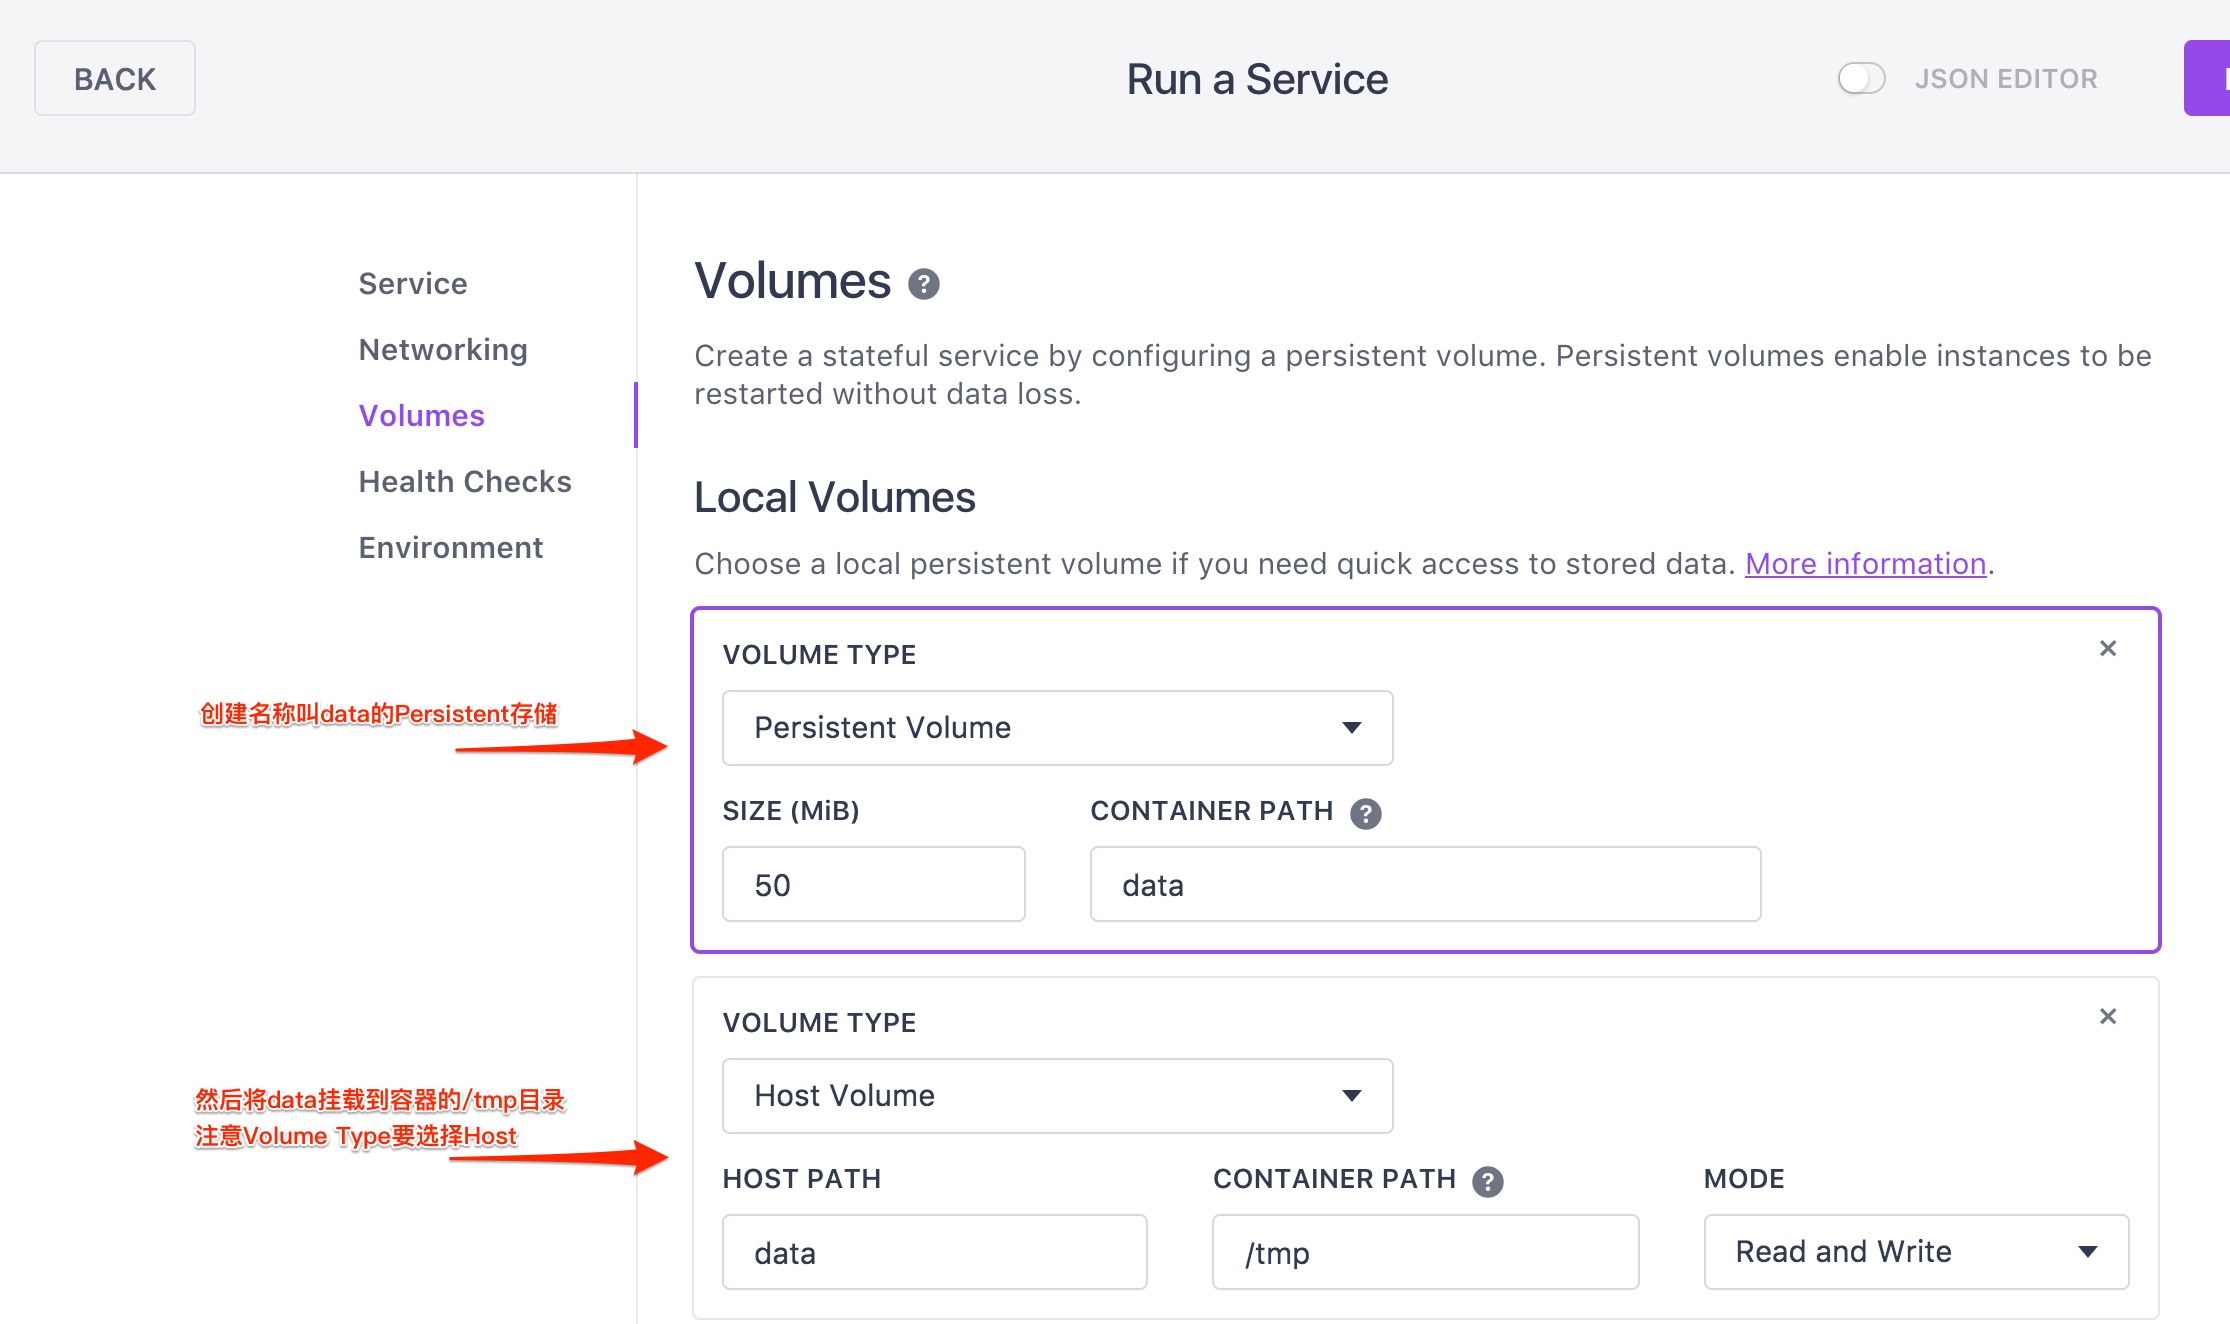 BACK
Run a Service
JSON EDITOR
Service
Networking
Volumes
Health Checks
Environment
Volumes ?
Create a stateful service by configuring a persistent volume. Persistent volumes enable instances to be
restarted without data loss.
Local Volumes
Choose a local persistent volume if you need quick access to stored data. More information.
VOLUME TYPE
创建名称叫data的Persistent存储
Persistent Volume
SIZE (MiB)
CONTAINER PATH ?
50
data
VOLUME TYPE
然后将data挂载到容器的/tmp目录
注意Volume Type要选择Host
Host Volume
HOST PATH
CONTAINER PATH ?
MODE
data
/tmp
Read and Write